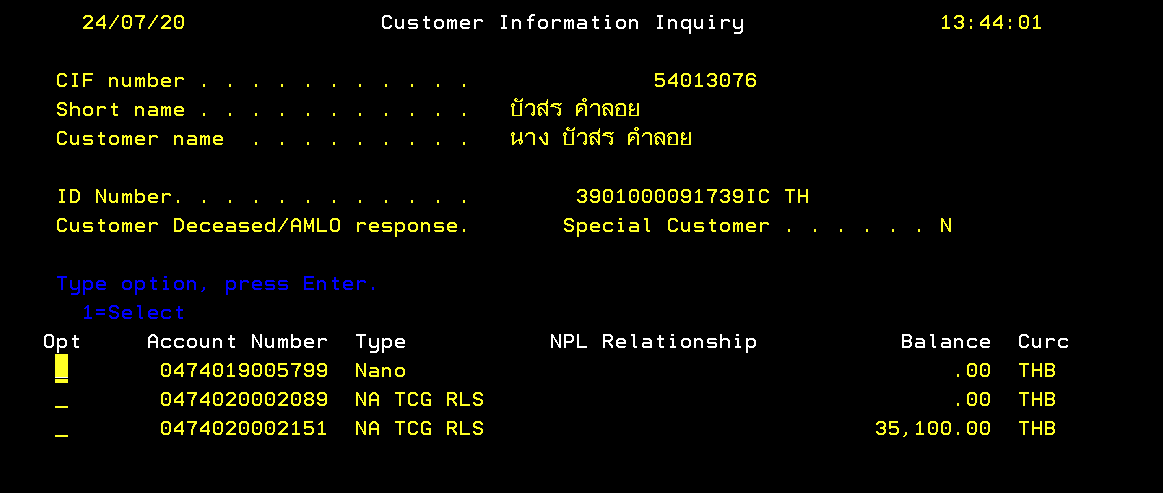 24/07/20 Customer Information Inquiry 13:44:01
CIF number . . . . . . . . . . . 54013076
Short name . . . . . . . . . . . บัวสร คำลอย
Customer name . . . . . . . . . นาง บัวสร คำลอย
ID Number. . . . . . . . . . . . 3901000091739IC TH
Customer Deceased/AMLO response. Special Customer . . . . . . N
Type option, press Enter.
1=Select
Opt Account Number Type NPL Relationship Balance Curc
_ 0474019005799 Nano .00 THB
_ 0474020002089 NA TCG RLS .00 THB
_ 0474020002151 NA TCG RLS 35,100.00 THB